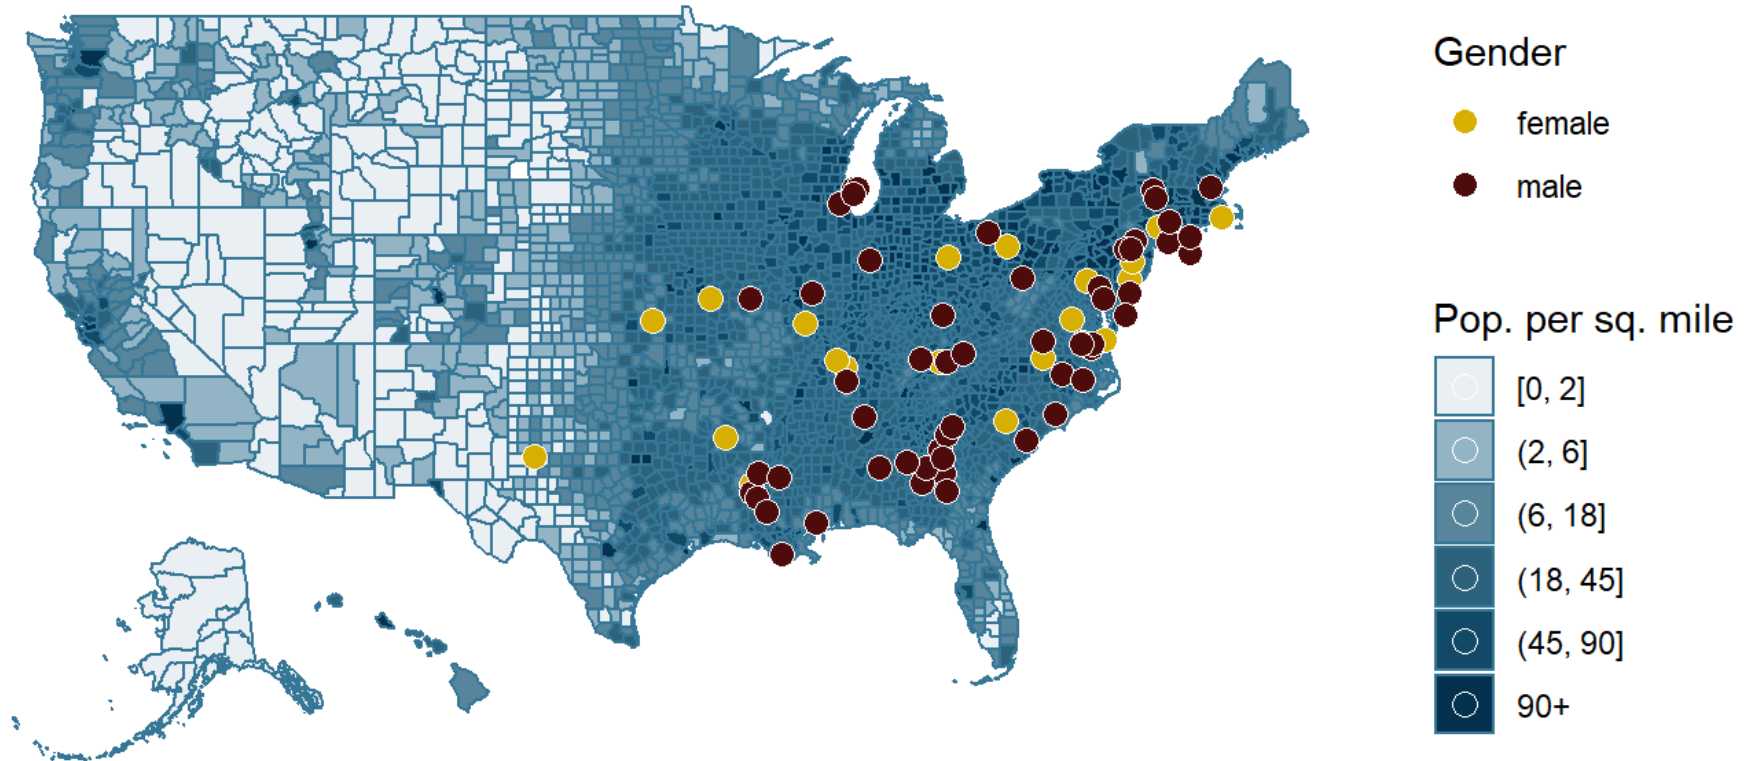 Gender
female
male
Pop. per sq. mile
[0, 2]
(2, 6]
(6, 18]
(18, 45]
(45, 90]
90+